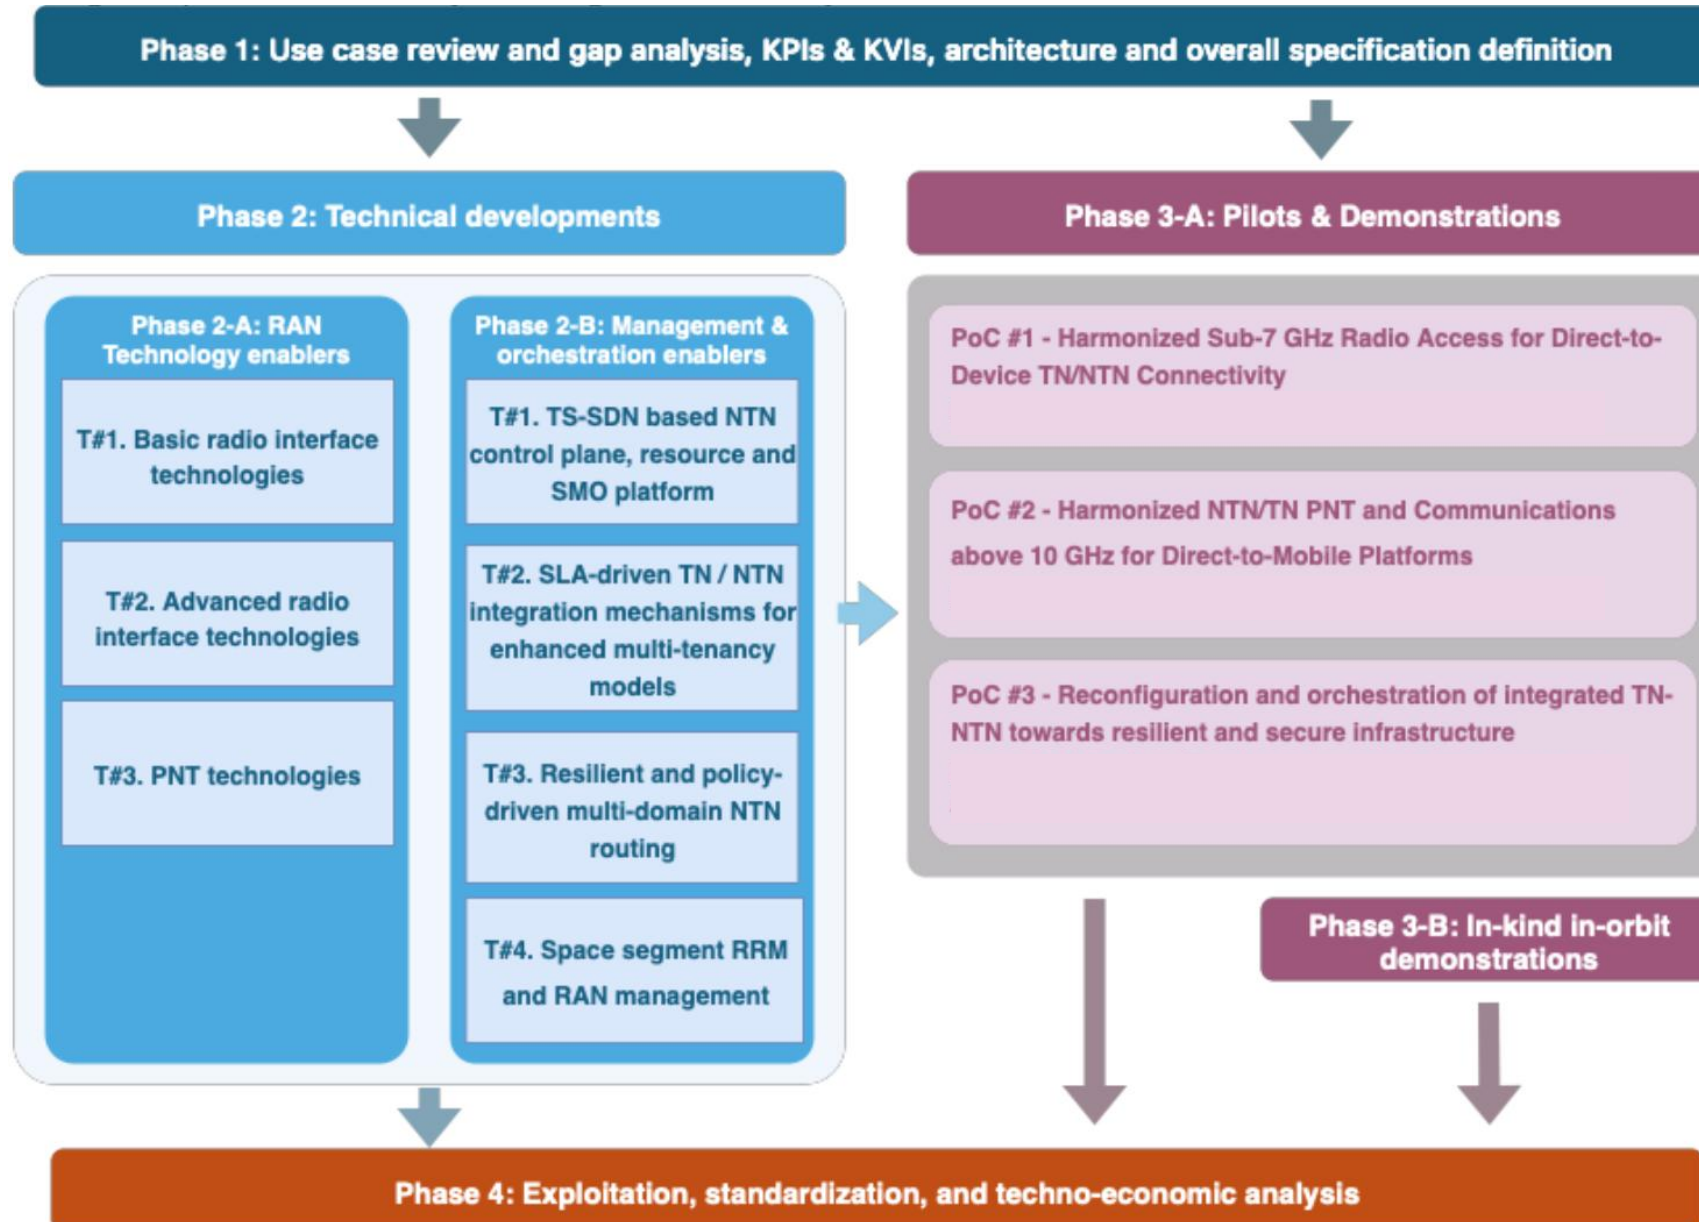 Phase 1: Use case review and gap analysis, KPIs & KVIs, architecture and overall specification definition
Phase 2: Technical developments
Phase 2-A: RAN
Technology enablers
T#1. Basic radio interface
technologies
T#2. Advanced radio
interface technologies
T#3. PNT technologies
Phase 2-B: Management &
orchestration enablers
T#1. TS-SDN based NTN
control plane, resource and
SMO platform
T#2. SLA-driven TN / NTN
integration mechanisms for
enhanced multi-tenancy
models
T#3. Resilient and policy-
driven multi-domain NTN
routing
T#4. Space segment RRM
and RAN management
Phase 3-A: Pilots & Demonstrations
PoC #1 - Harmonized Sub-7 GHz Radio Access for Direct-to-
Device TN/NTN Connectivity
PoC #2 - Harmonized NTN/TN PNT and Communications
above 10 GHz for Direct-to-Mobile Platforms
PoC #3 - Reconfiguration and orchestration of integrated TN-
NTN towards resilient and secure infrastructure
Phase 3-B: In-kind in-orbit
demonstrations
Phase 4: Exploitation, standardization, and techno-economic analysis